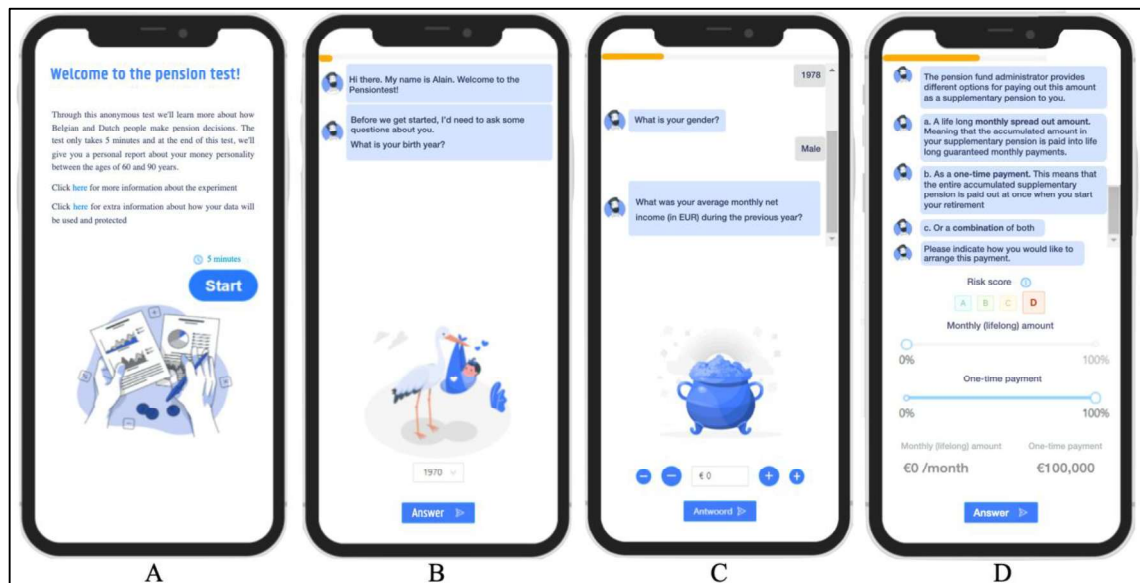 Welcome to the pension test!
Through this anonymous test we'll learn more about how
Belgian and Dutch people make pension decisions. The
test only takes 5 minutes and at the end of this test, we'll
give you a personal report about your money personality
between the ages of 60 and 90 years.
Click here for more information about the experiment
Click here for extra information about how your data will
be used and protected
5 minutes
Start
A
Hi there. My name is Alain. Welcome to the
Pensiontest!
Before we get started, I'd need to ask some
questions about you.
What is your birth year?
1970
Answer
B
1978
What is your gender?
Male
What was your average monthly net
income (in EUR) during the previous year?
€ 0
Antwoord
C
The pension fund administrator provides
different options for paying out this amount
as a supplementary pension to you.
a. A life long monthly spread out amount.
Meaning that the accumulated amount in
your supplementary pension is paid into life
long guaranteed monthly payments.
b. As a one-time payment. This means that
the entire accumulated supplementary
pension is paid out at once when you start
your retirement
c. Or a combination of both
Please indicate how you would like to
arrange this payment.
Risk score
A B C D
Monthly (lifelong) amount
0% 100%
One-time payment
0% 100%
Monthly (lifelong) amount One-time payment
€0 /month €100,000
Answer
D